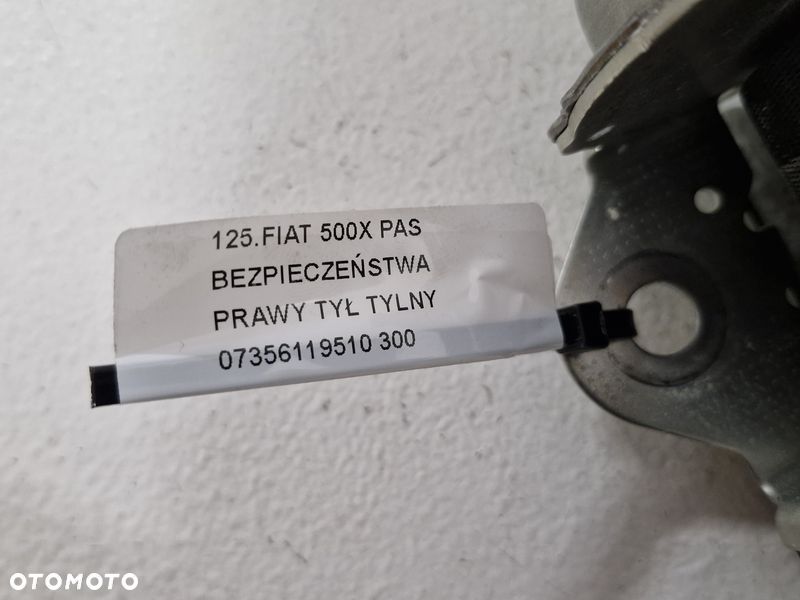 125.FIAT 500X PAS
BEZPIECZEŃSTWA
PRAWY TYŁ TYLNY
07356119510 300
OTOMOTO